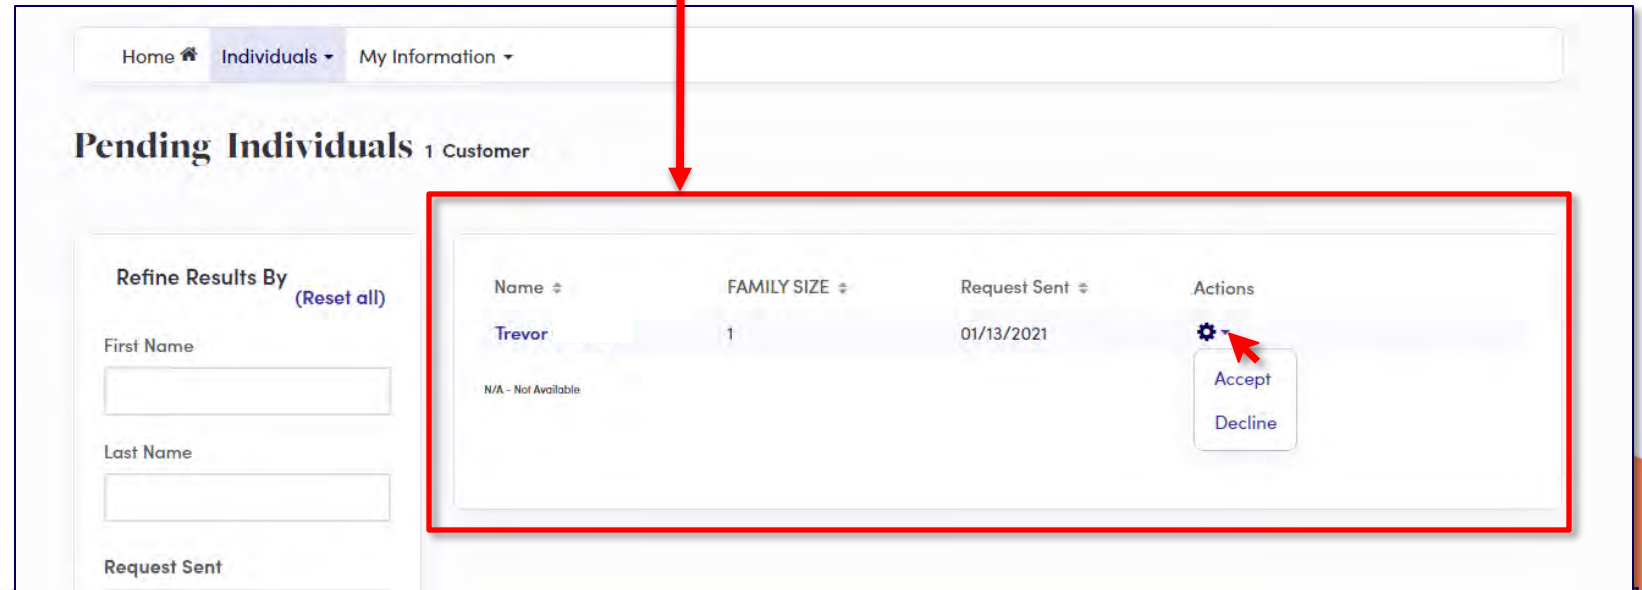 Home Individuals My Information
Pending Individuals 1 Customer
Refine Results By
(Reset all)
First Name
Last Name
Request Sent
Name FAMILY SIZE Request Sent Actions
Trevor 1 01/13/2021
N/A - Not Available
Accept
Decline